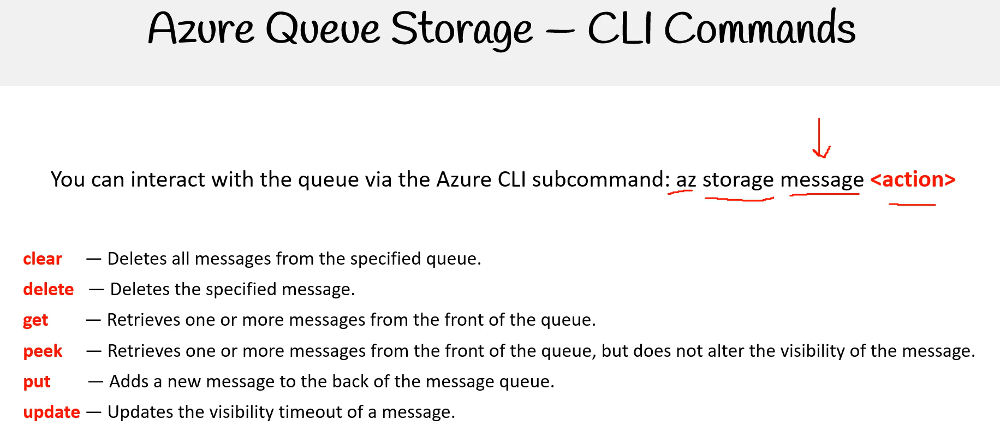 Azure Queue Storage – CLI Commands
You can interact with the queue via the Azure CLI subcommand: az storage message <action>
clear — Deletes all messages from the specified queue.
delete — Deletes the specified message.
get — Retrieves one or more messages from the front of the queue.
peek — Retrieves one or more messages from the front of the queue, but does not alter the visibility of the message.
put — Adds a new message to the back of the message queue.
update — Updates the visibility timeout of a message.